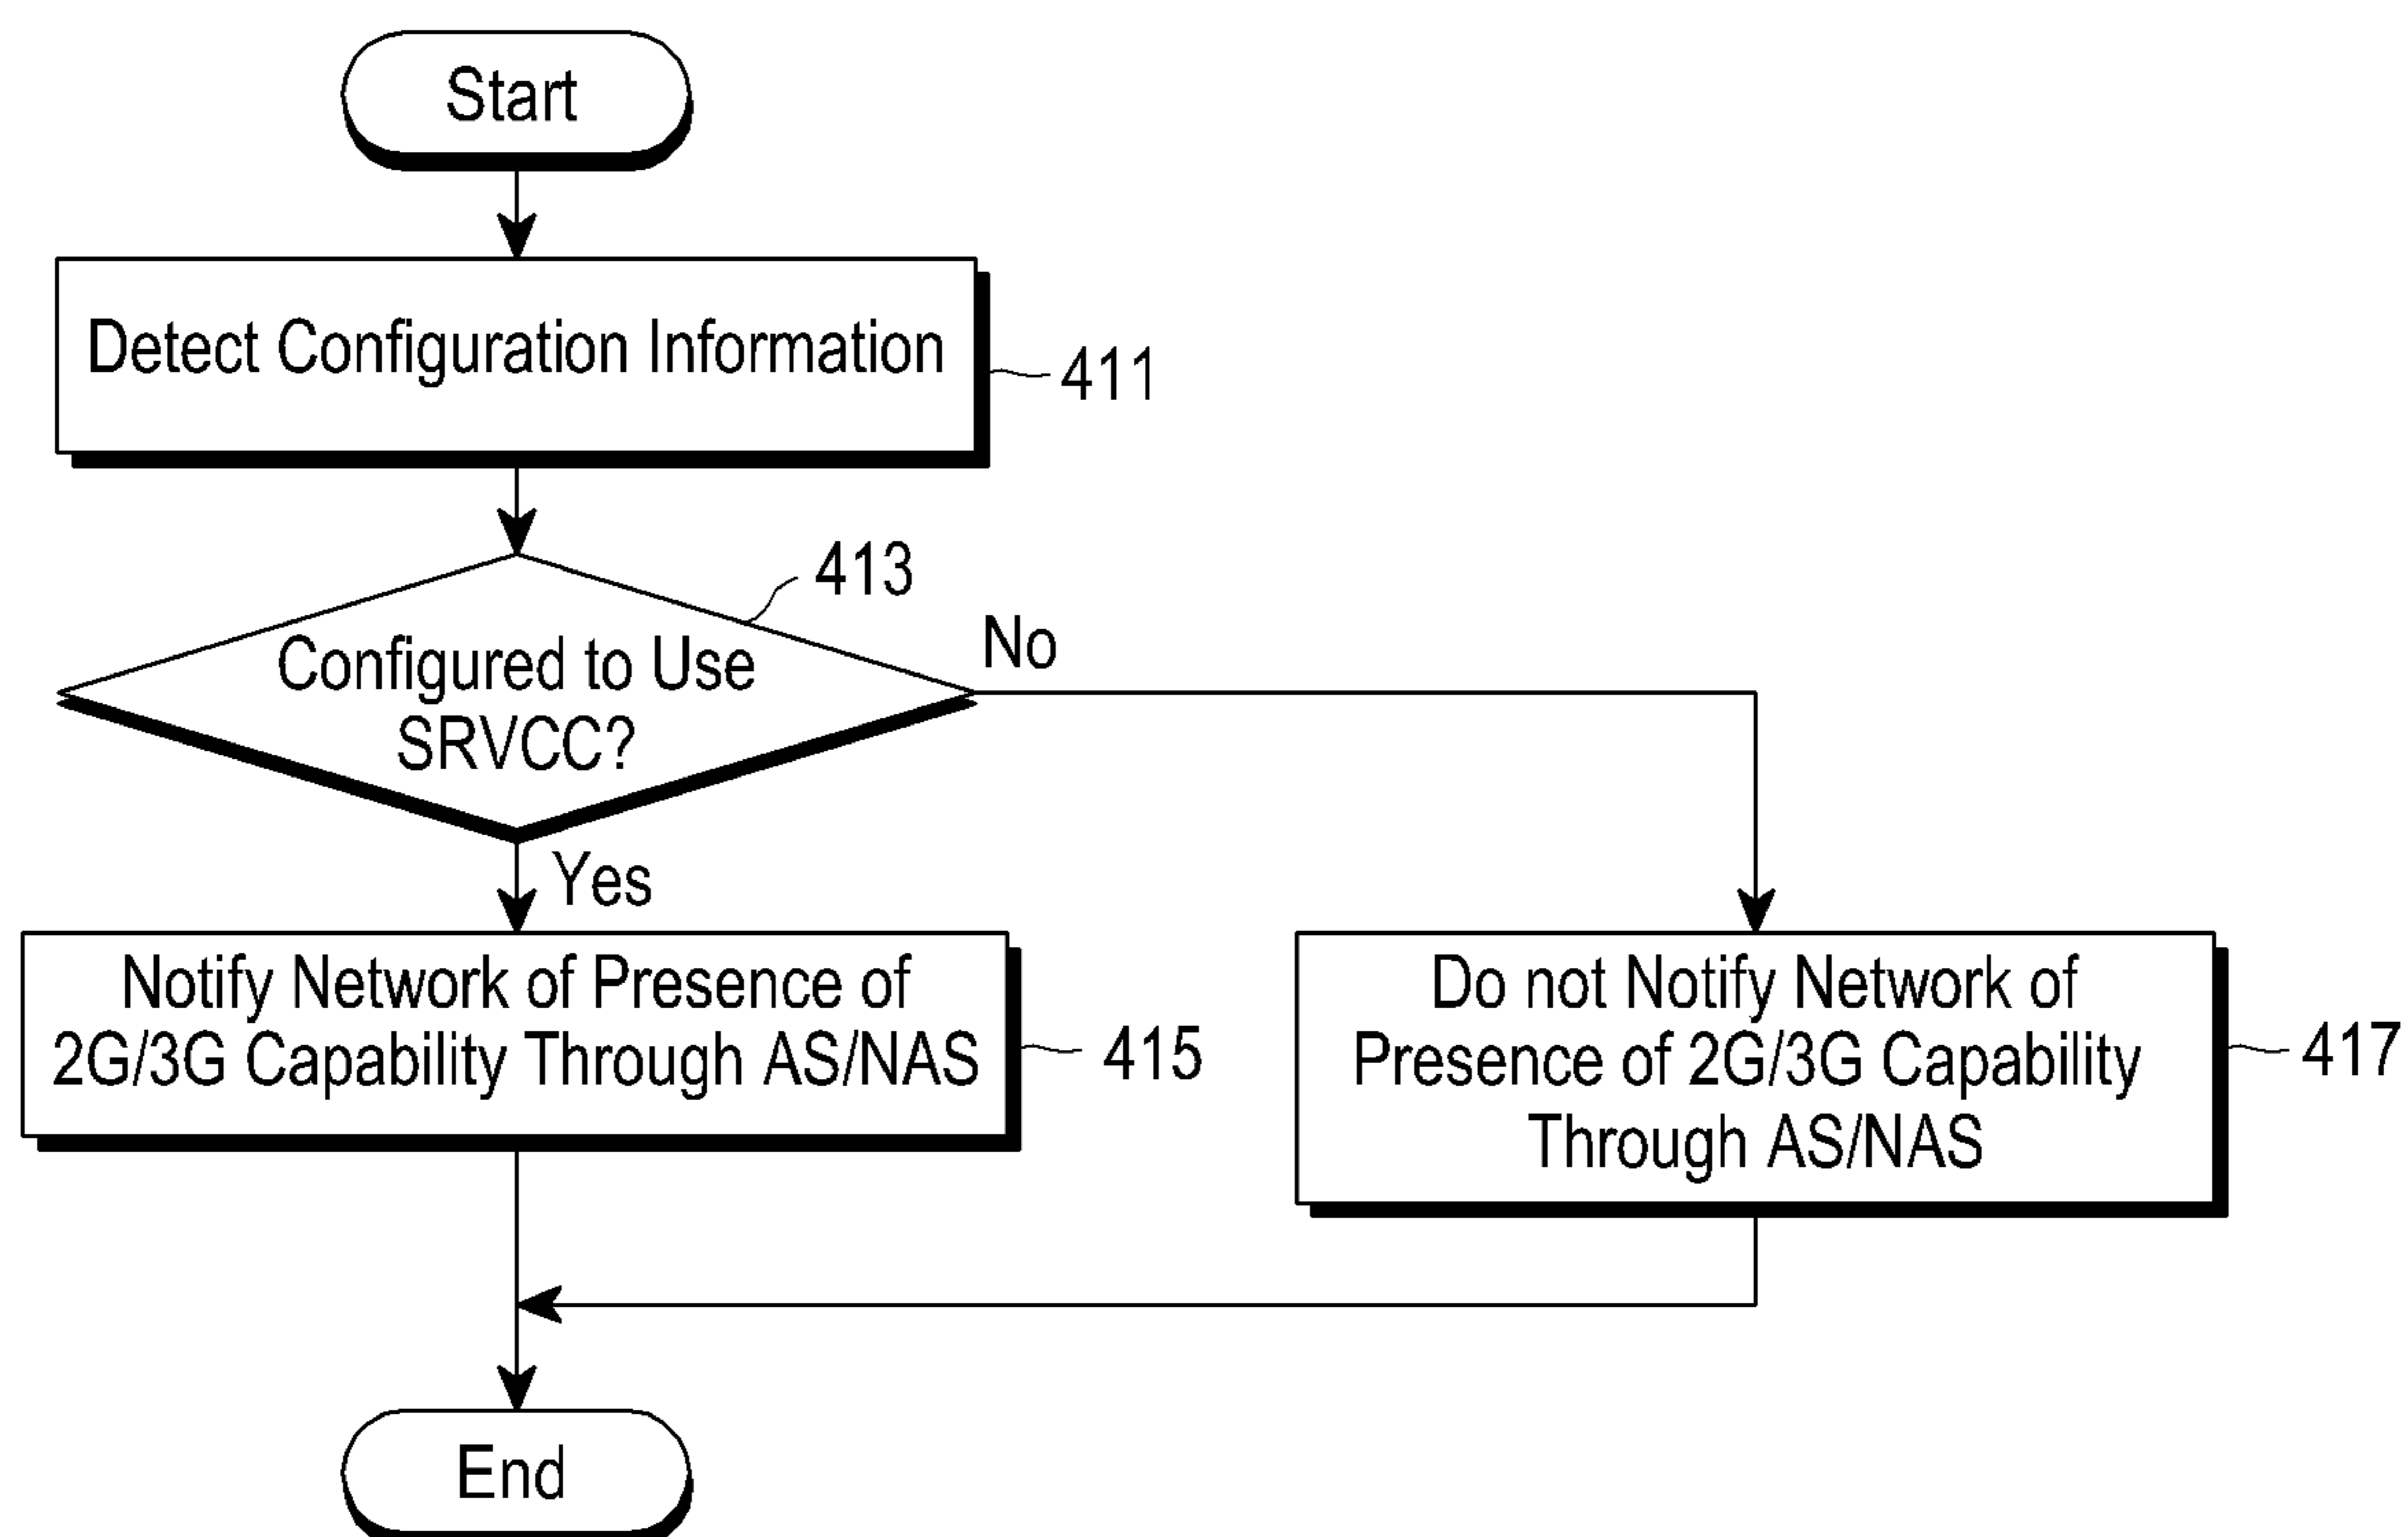 Start
Detect Configuration Information
411
413
Configured to Use
SRVCC?
No
Yes
Notify Network of Presence of
2G/3G Capability Through AS/NAS
415
Do not Notify Network of
Presence of 2G/3G Capability
Through AS/NAS
417
End